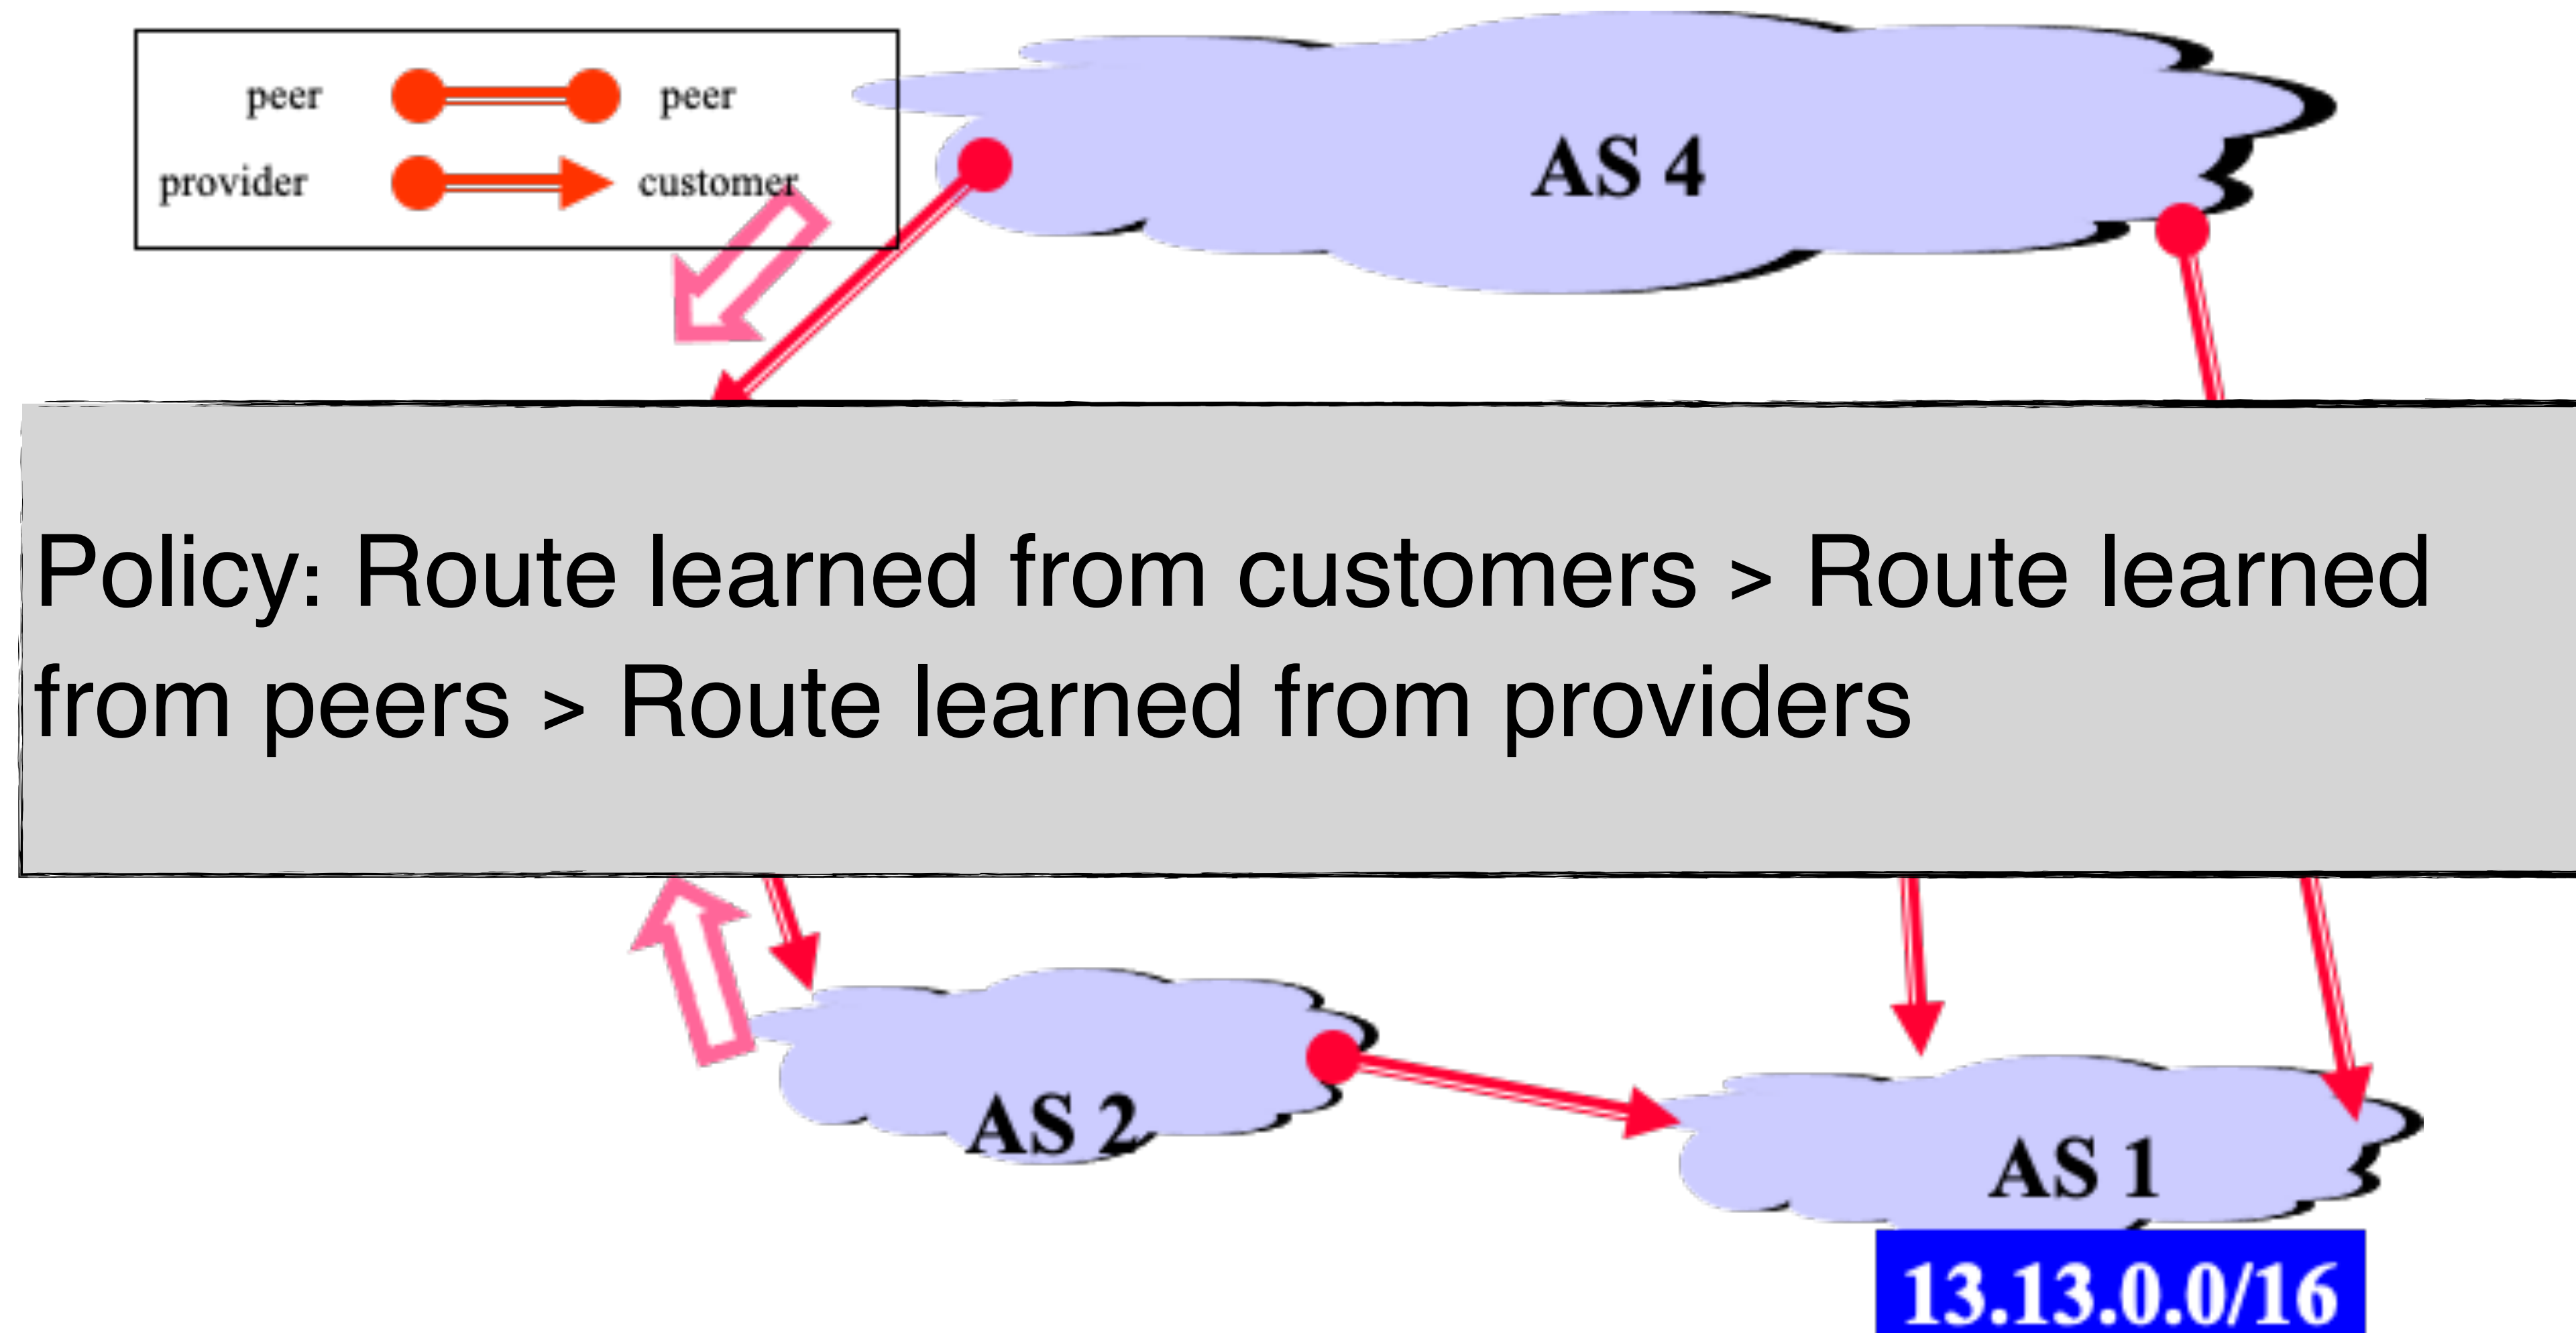 peer peer
provider customer
AS 4
Policy: Route learned from customers > Route learned
from peers > Route learned from providers
AS 2
AS 1
13.13.0.0/16